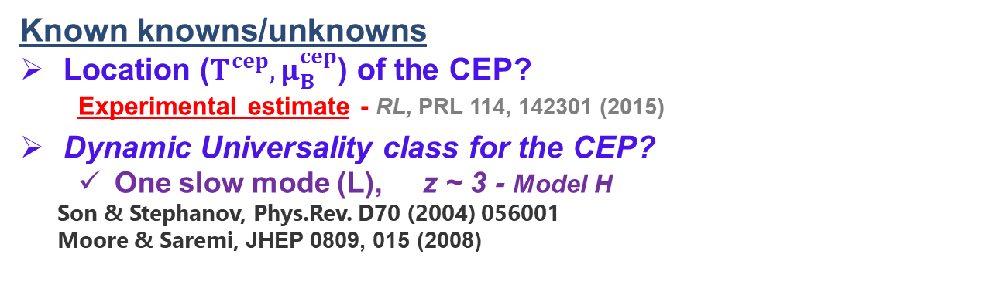 Known knowns/unknowns
➢ Location (T^cep, μ_B^cep) of the CEP?
Experimental estimate - RL, PRL 114, 142301 (2015)
➢ Dynamic Universality class for the CEP?
✓ One slow mode (L), z ~ 3 - Model H
Son & Stephanov, Phys.Rev. D70 (2004) 056001
Moore & Saremi, JHEP 0809, 015 (2008)